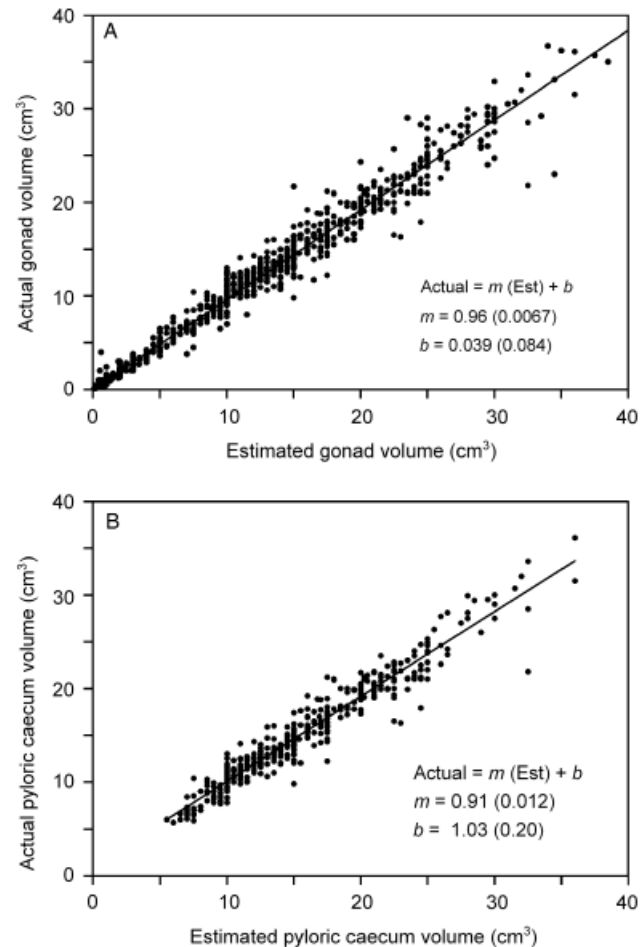 A
40
30
20
10
0
Actual gonad volume (cm³)
Actual = m (Est) + b
m = 0.96 (0.0067)
b = 0.039 (0.084)
0 10 20 30 40
Estimated gonad volume (cm³)
B
40
30
20
10
0
Actual pyloric caecum volume (cm³)
Actual = m (Est) + b
m = 0.91 (0.012)
b = 1.03 (0.20)
0 10 20 30 40
Estimated pyloric caecum volume (cm³)